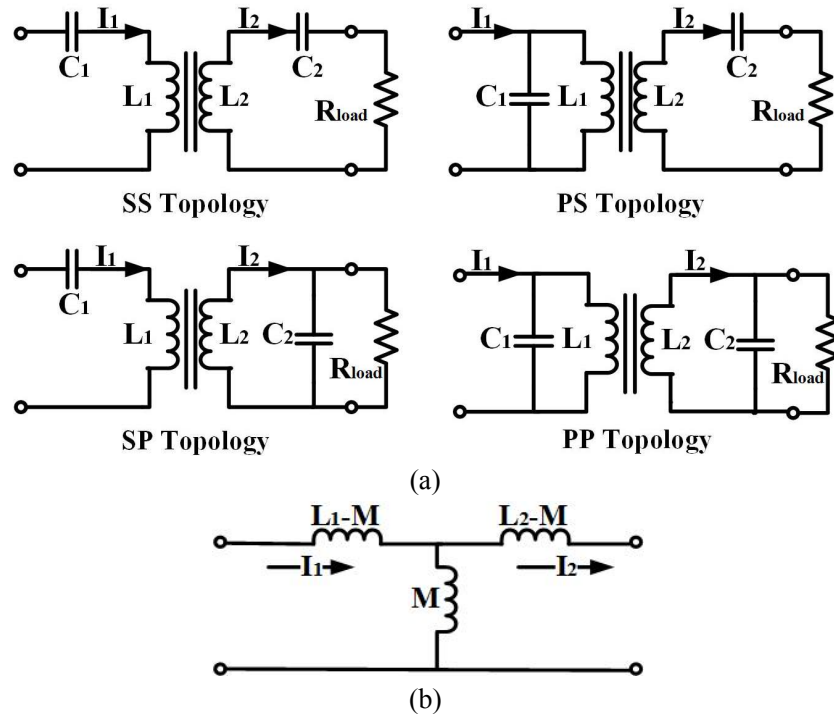 I1 I2
C1 L1 L2 C2 Rload
SS Topology
I1 I2
C1 L1 L2 C2 Rload
PS Topology
I1 I2
C1 L1 L2 C2 Rload
SP Topology
I1 I2
C1 L1 L2 C2 Rload
PP Topology
(a)
L1-M L2-M
I1 M I2
(b)